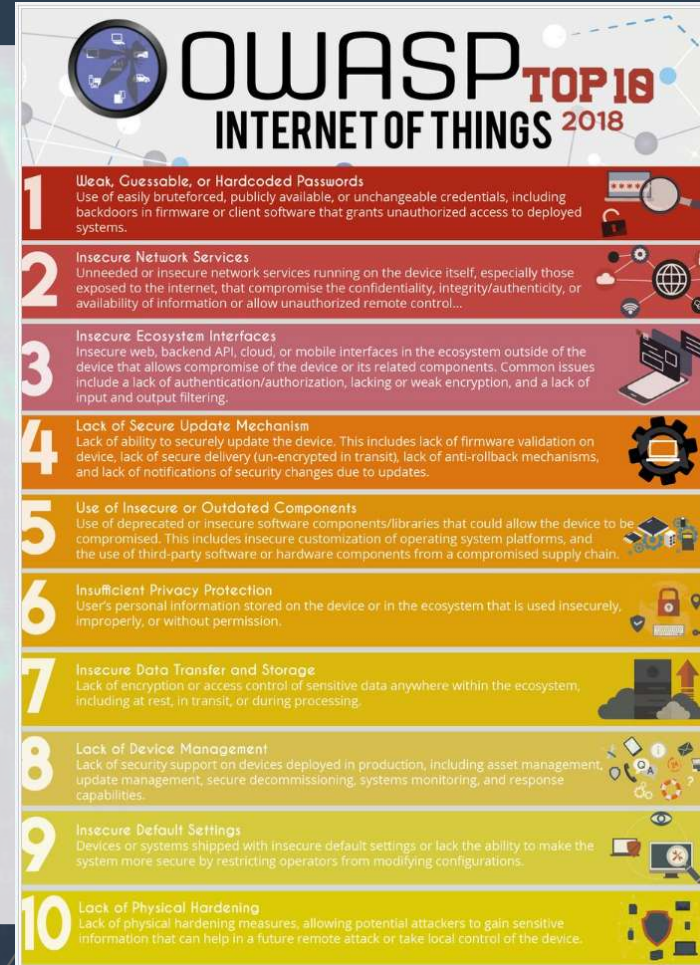 OWASP TOP 10
INTERNET OF THINGS 2018
1
Weak, Guessable, or Hardcoded Passwords
Use of easily bruteforced, publicly available, or unchangeable credentials, including
backdoors in firmware or client software that grants unauthorized access to deployed
systems.
2
Insecure Network Services
Unneeded or insecure network services running on the device itself, especially those
exposed to the internet, that compromise the confidentiality, integrity/authenticity, or
availability of information or allow unauthorized remote control...
3
Insecure Ecosystem Interfaces
Insecure web, backend API, cloud, or mobile interfaces in the ecosystem outside of the
device that allows compromise of the device or its related components. Common issues
include a lack of authentication/authorization, lacking or weak encryption, and a lack of
input and output filtering.
4
Lack of Secure Update Mechanism
Lack of ability to securely update the device. This includes lack of firmware validation on
device, lack of secure delivery (un-encrypted in transit), lack of anti-rollback mechanisms,
and lack of notifications of security changes due to updates.
5
Use of Insecure or Outdated Components
Use of deprecated or insecure software components/libraries that could allow the device to be
compromised. This includes insecure customization of operating system platforms, and
the use of third-party software or hardware components from a compromised supply chain.
6
Insufficient Privacy Protection
User's personal information stored on the device or in the ecosystem that is used insecurely,
improperly, or without permission.
7
Insecure Data Transfer and Storage
Lack of encryption or access control of sensitive data anywhere within the ecosystem,
including at rest, in transit, or during processing.
8
Lack of Device Management
Lack of security support on devices deployed in production, including asset management,
update management, secure decommissioning, systems monitoring, and response
capabilities.
9
Insecure Default Settings
Devices or systems shipped with insecure default settings or lack the ability to make the
system more secure by restricting operators from modifying configurations.
10
Lack of Physical Hardening
Lack of physical hardening measures, allowing potential attackers to gain sensitive
information that can help in a future remote attack or take local control of the device.